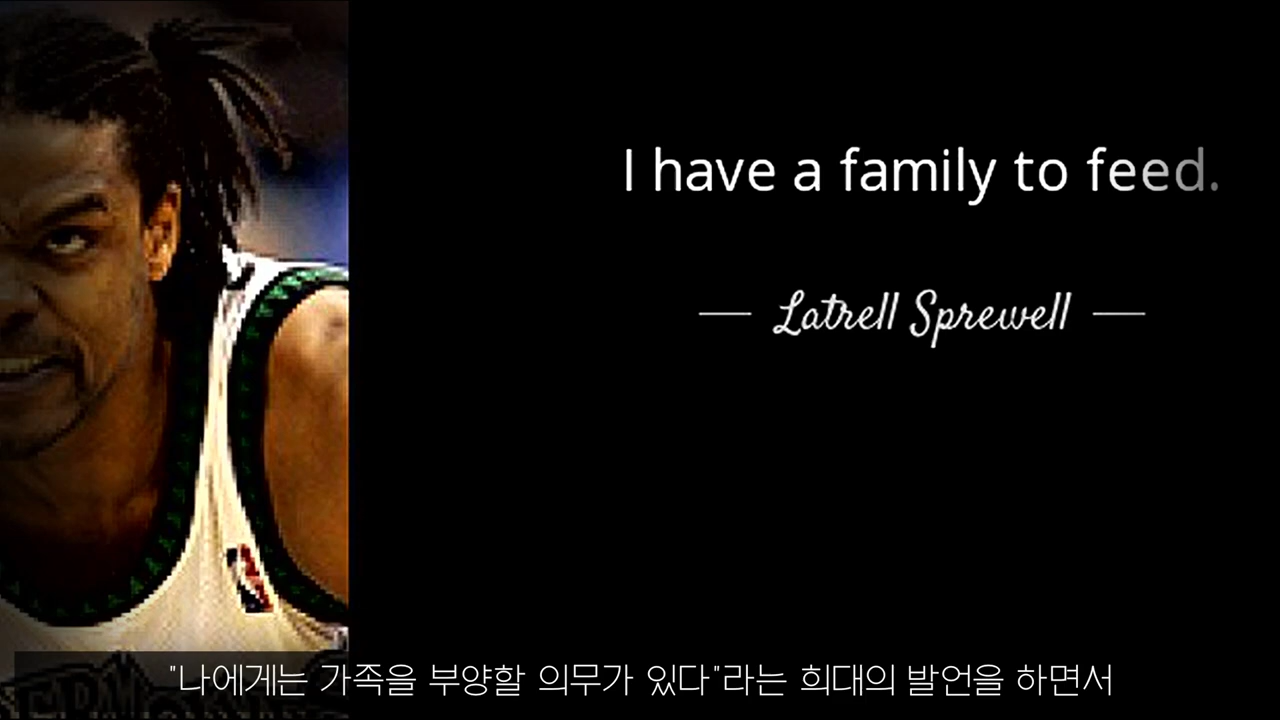 I have a family to feed.
Latrell Sprewell
"나에게는 가족을 부양할 의무가 있다"라는 희대의 발언을 하면서